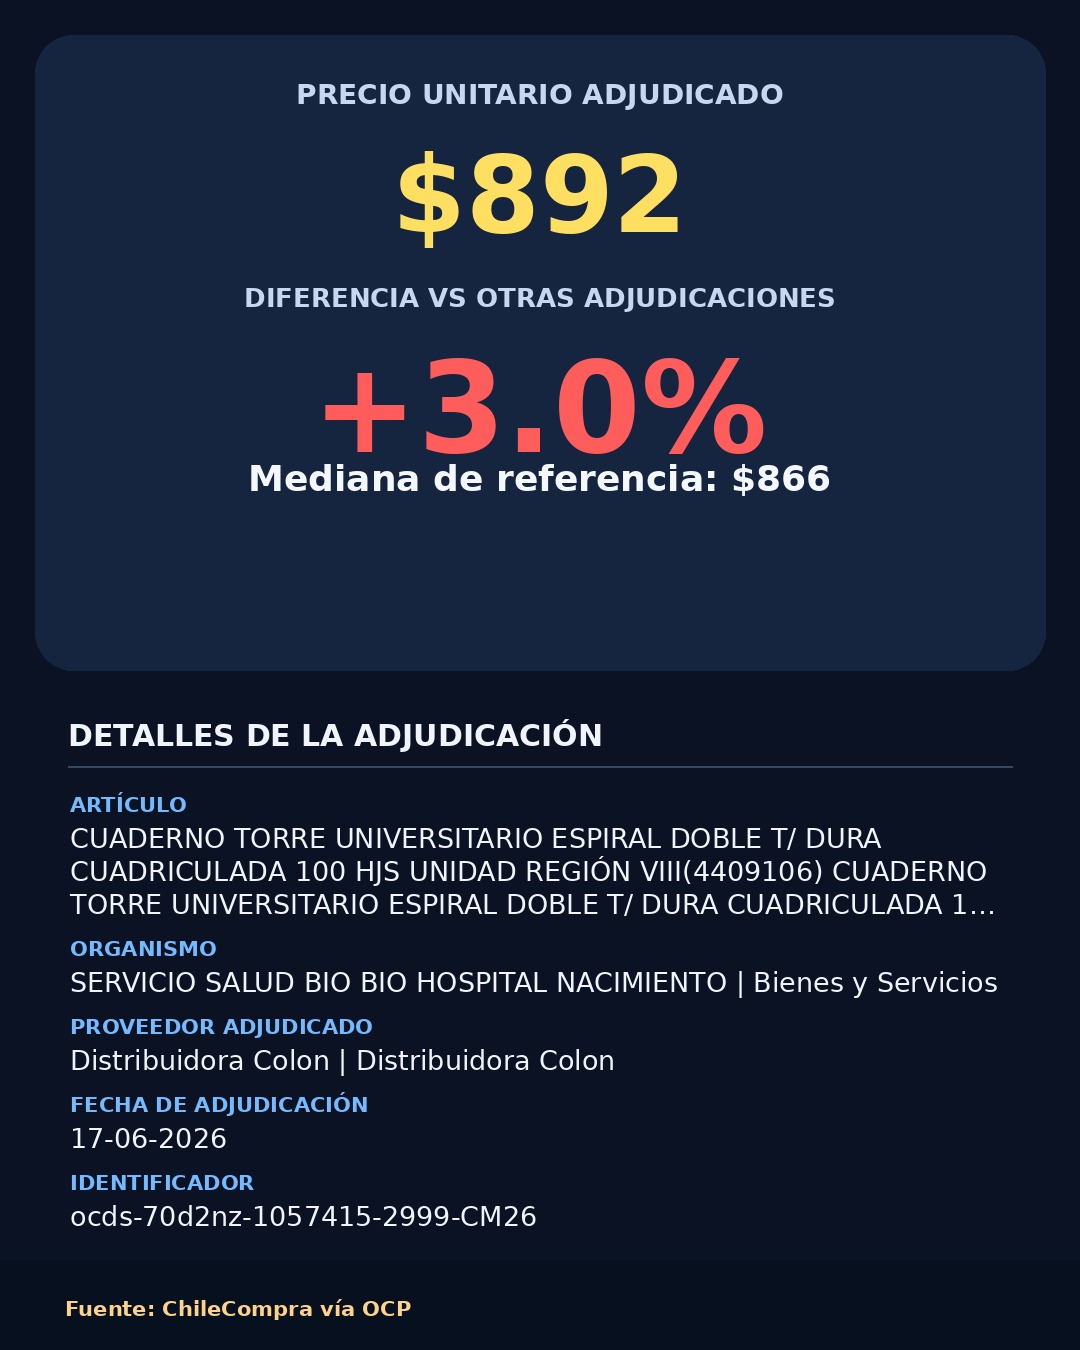 PRECIO UNITARIO ADJUDICADO
$892
DIFERENCIA VS OTRAS ADJUDICACIONES
+3.0%
Mediana de referencia: $866
DETALLES DE LA ADJUDICACIÓN
ARTÍCULO
CUADERNO TORRE UNIVERSITARIO ESPIRAL DOBLE T/ DURA
CUADRICULADA 100 HJS UNIDAD REGIÓN VIII(4409106) CUADERNO
TORRE UNIVERSITARIO ESPIRAL DOBLE T/ DURA CUADRICULADA 1…
ORGANISMO
SERVICIO SALUD BIO BIO HOSPITAL NACIMIENTO | Bienes y Servicios
PROVEEDOR ADJUDICADO
Distribuidora Colon | Distribuidora Colon
FECHA DE ADJUDICACIÓN
17-06-2026
IDENTIFICADOR
ocds-70d2nz-1057415-2999-CM26
Fuente: ChileCompra vía OCP